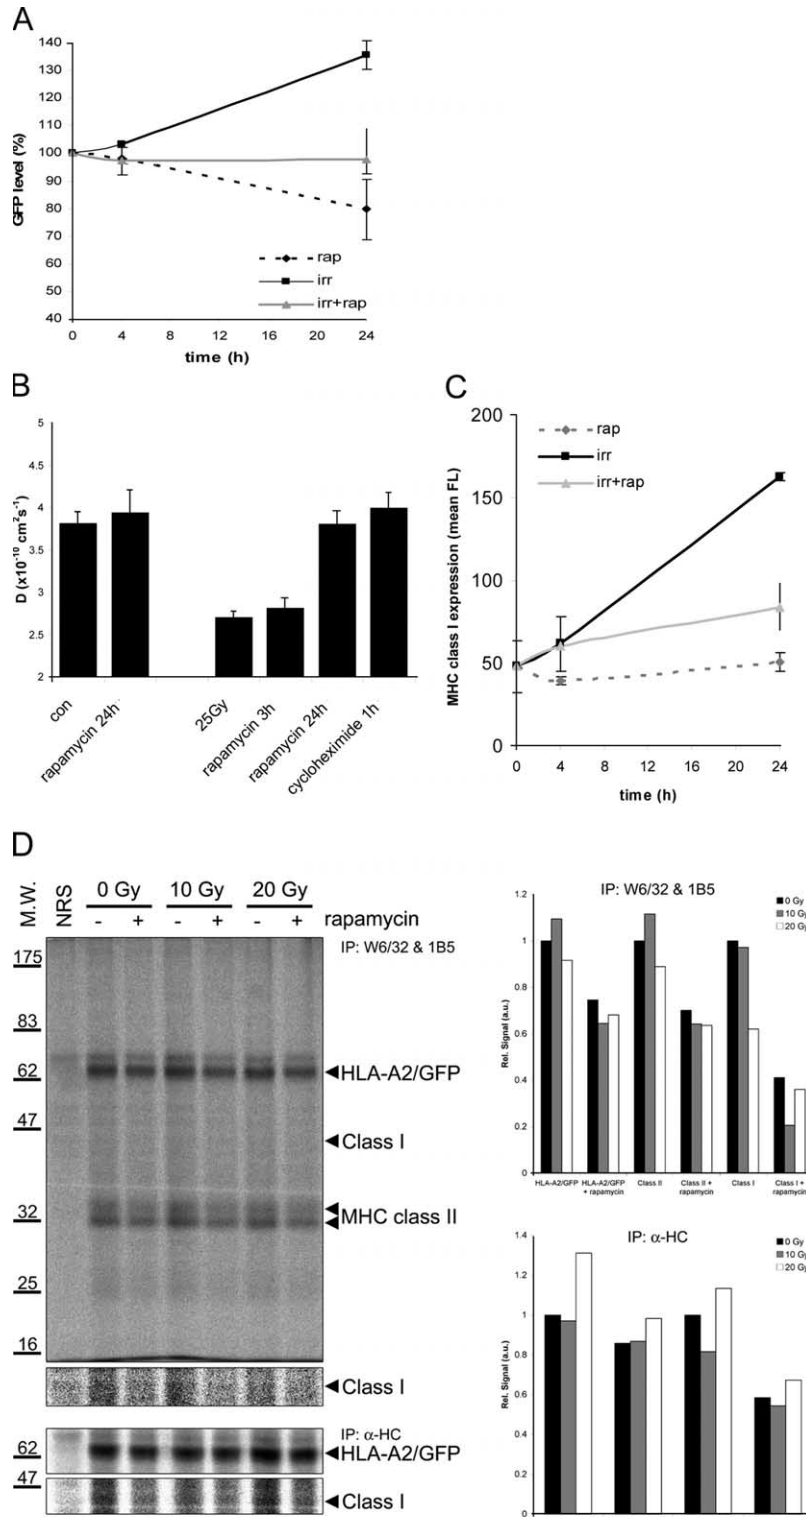 A
140
130
120
110
100
90
80
70
60
50
40
GFP level (%)
rap
irr
irr+rap
0 4 8 12 16 20 24
time (h)
B
5
4.5
4
3.5
3
2.5
2
D (x10⁻¹⁰ cm²s⁻¹)
con
rapamycin 24h
25Gy
rapamycin 3h
rapamycin 24h
cycloheximide 1h
C
200
150
100
50
0
MHC class I expression (mean FL)
rap
irr
irr+rap
0 4 8 12 16 20 24
time (h)
D
M.W.
NRS
0 Gy 10 Gy 20 Gy
- + - + - + rapamycin
IP: W6/32 & 1B5
175
83
62
47
32
25
16
HLA-A2/GFP
Class I
MHC class II
Class I
IP: α-HC
62
HLA-A2/GFP
47
Class I
IP: W6/32 & 1B5
0 Gy
10 Gy
20 Gy
1.2
1
0.8
0.6
0.4
0.2
0
Rel. Signal (a.u.)
HLA-A2/GFP
HLA-A2/GFP + rapamycin
Class II
Class II + rapamycin
Class I
Class I + rapamycin
IP: α-HC
0 Gy
10 Gy
20 Gy
1.4
1.2
1
0.8
0.6
0.4
0.2
0
Rel. Signal (a.u.)